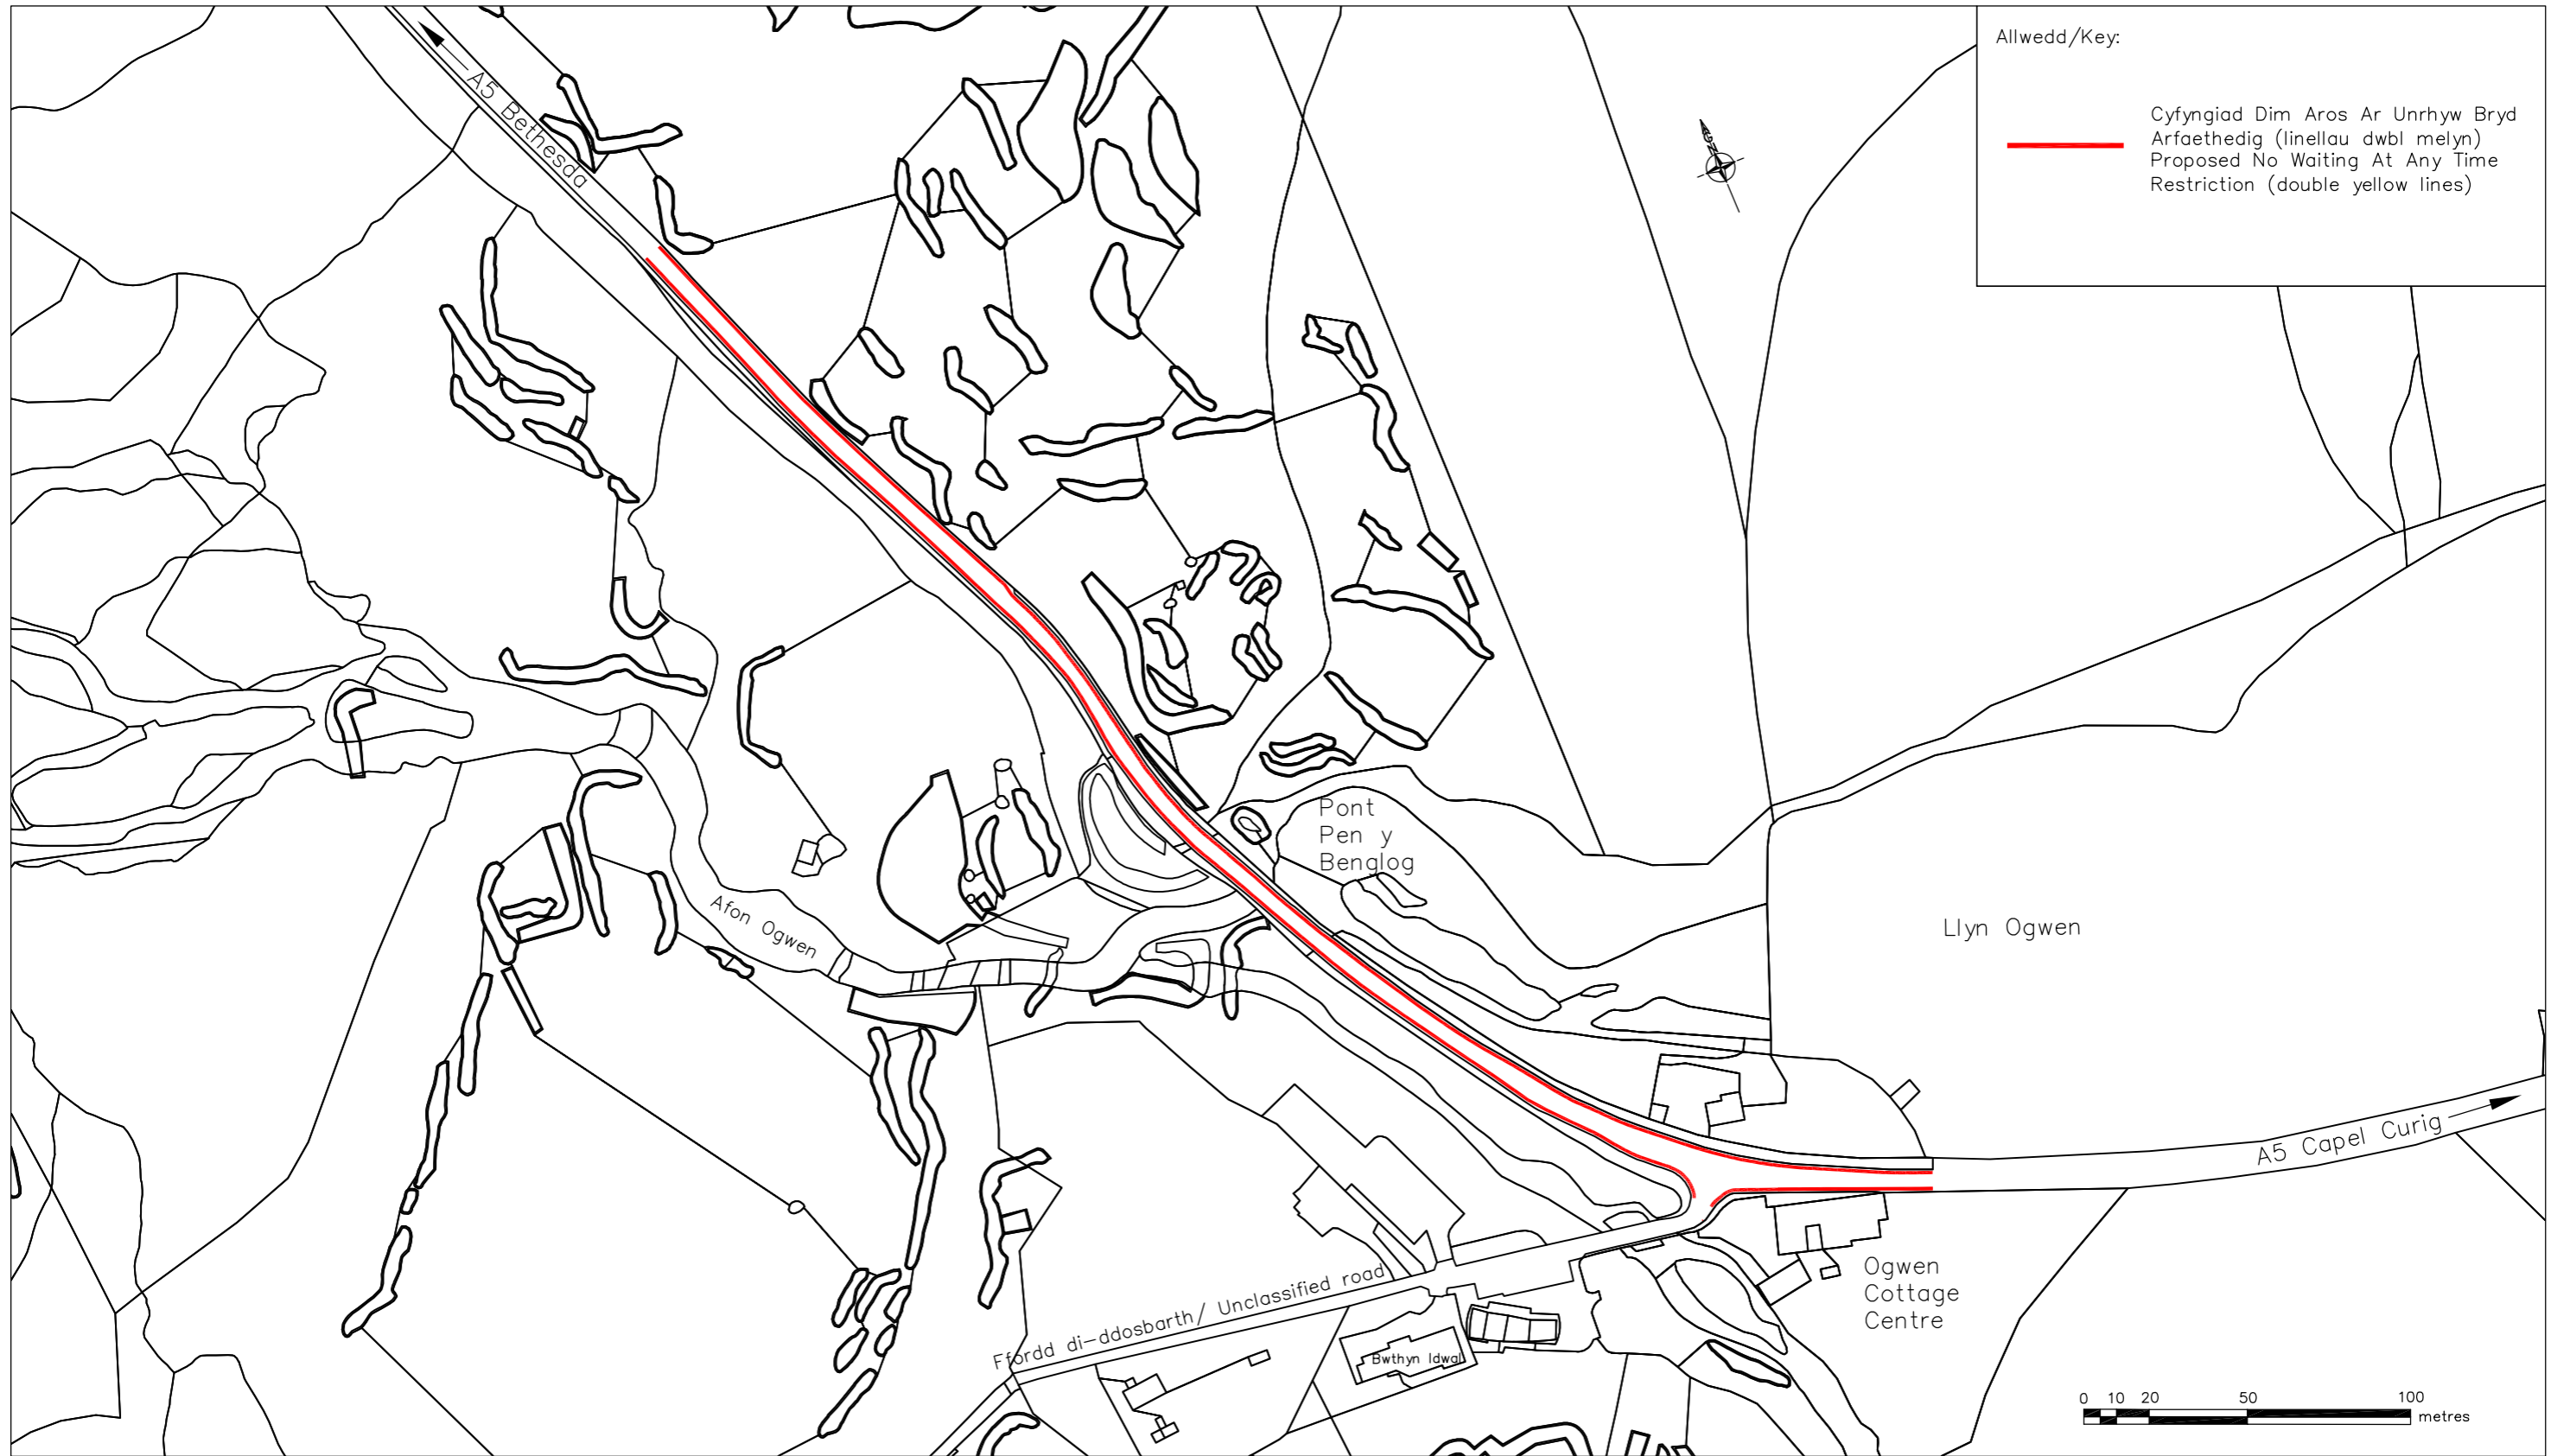 Allwedd/Key:
Cyfyngiad Dim Aros Ar Unrhyw Bryd
Arfaethedig (linellau dwbl melyn)
Proposed No Waiting At Any Time
Restriction (double yellow lines)
A5 Bethesda
Pont
Pen y
Benglog
Afon Ogwen
Llyn Ogwen
A5 Capel Curig
Ogwen
Cottage
Centre
Ffordd di-ddosbarth/ Unclassified road
Bwthyn Idwal
0 10 20 50 100
metres